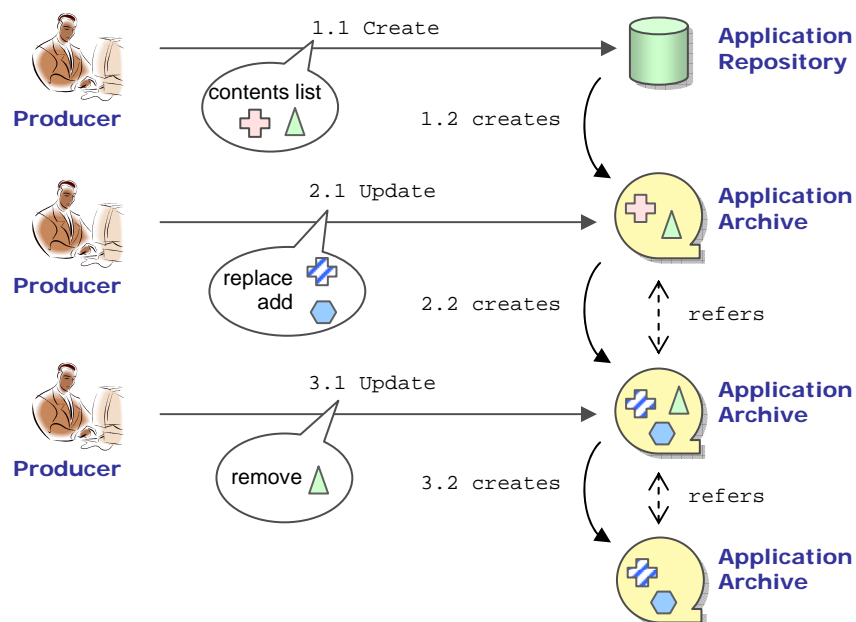 1.1 Create
Application
Repository
contents list
Producer
1.2 creates
2.1 Update
Application
Archive
replace
add
Producer
2.2 creates
refers
3.1 Update
Application
Archive
remove
Producer
3.2 creates
refers
Application
Archive